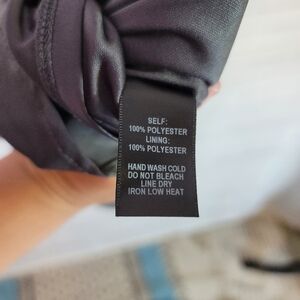 SELF:
100% POLYESTER
LINING:
100% POLYESTER
HAND WASH COLD
DO NOT BLEACH
LINE DRY
IRON LOW HEAT